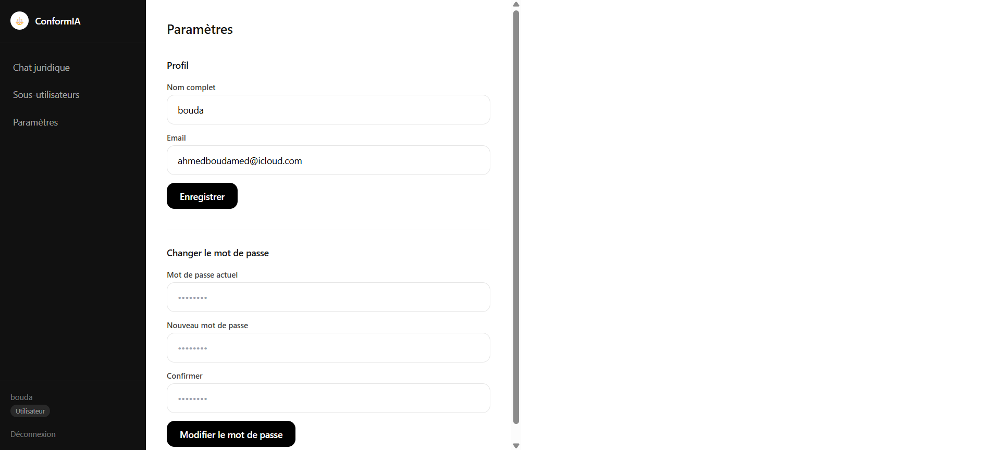 ConformIA
Chat juridique
Sous-utilisateurs
Paramètres
bouda
Utilisateur
Déconnexion
Paramètres
Profil
Nom complet
bouda
Email
ahmedboudamed@icloud.com
Enregistrer
Changer le mot de passe
Mot de passe actuel
••••••••
Nouveau mot de passe
••••••••
Confirmer
••••••••
Modifier le mot de passe